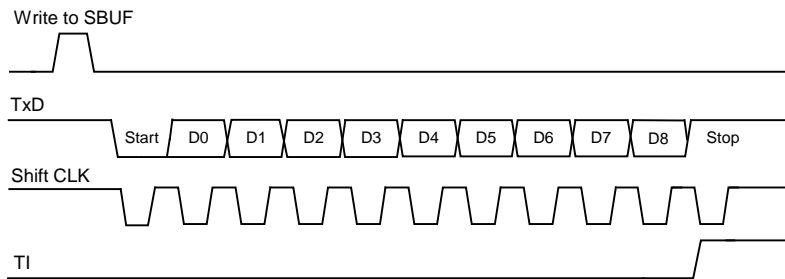 Write to SBUF
TxD
Start D0 D1 D2 D3 D4 D5 D6 D7 D8 Stop
Shift CLK
TI